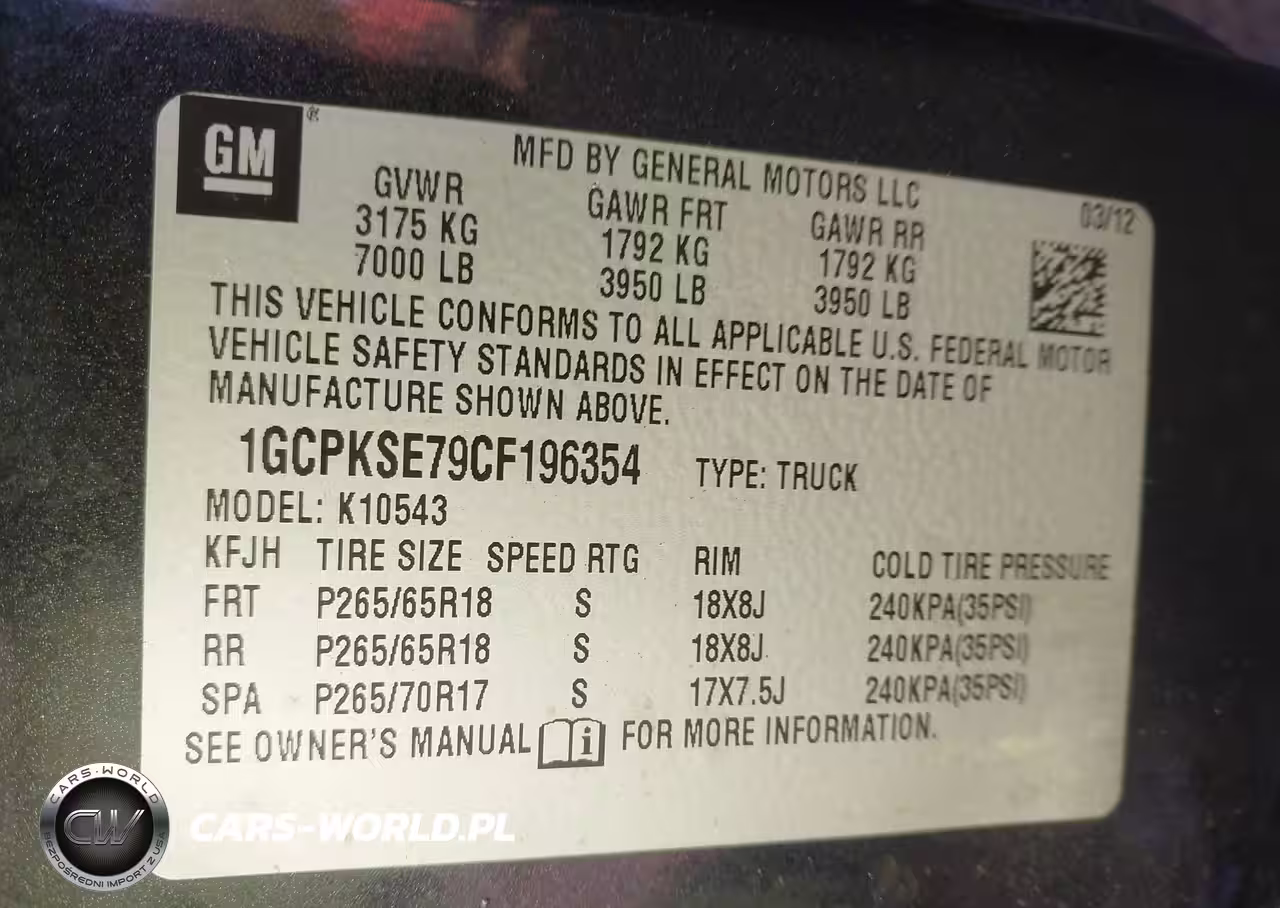 GM
MFD BY GENERAL MOTORS LLC
03/12
GVWR GAWR FRT GAWR RR
3175 KG 1792 KG 1792 KG
7000 LB 3950 LB 3950 LB
THIS VEHICLE CONFORMS TO ALL APPLICABLE U.S. FEDERAL MOTOR
VEHICLE SAFETY STANDARDS IN EFFECT ON THE DATE OF
MANUFACTURE SHOWN ABOVE.
1GCPKSE79CF196354 TYPE: TRUCK
MODEL: K10543
KFJH TIRE SIZE SPEED RTG RIM COLD TIRE PRESSURE
FRT P265/65R18 S 18X8J 240KPA(35PSI)
RR P265/65R18 S 18X8J 240KPA(35PSI)
SPA P265/70R17 S 17X7.5J 240KPA(35PSI)
SEE OWNER'S MANUAL i FOR MORE INFORMATION.
CARS-WORLD
CW
BEZPOŚREDNI IMPORT Z USA
CARS-WORLD.PL